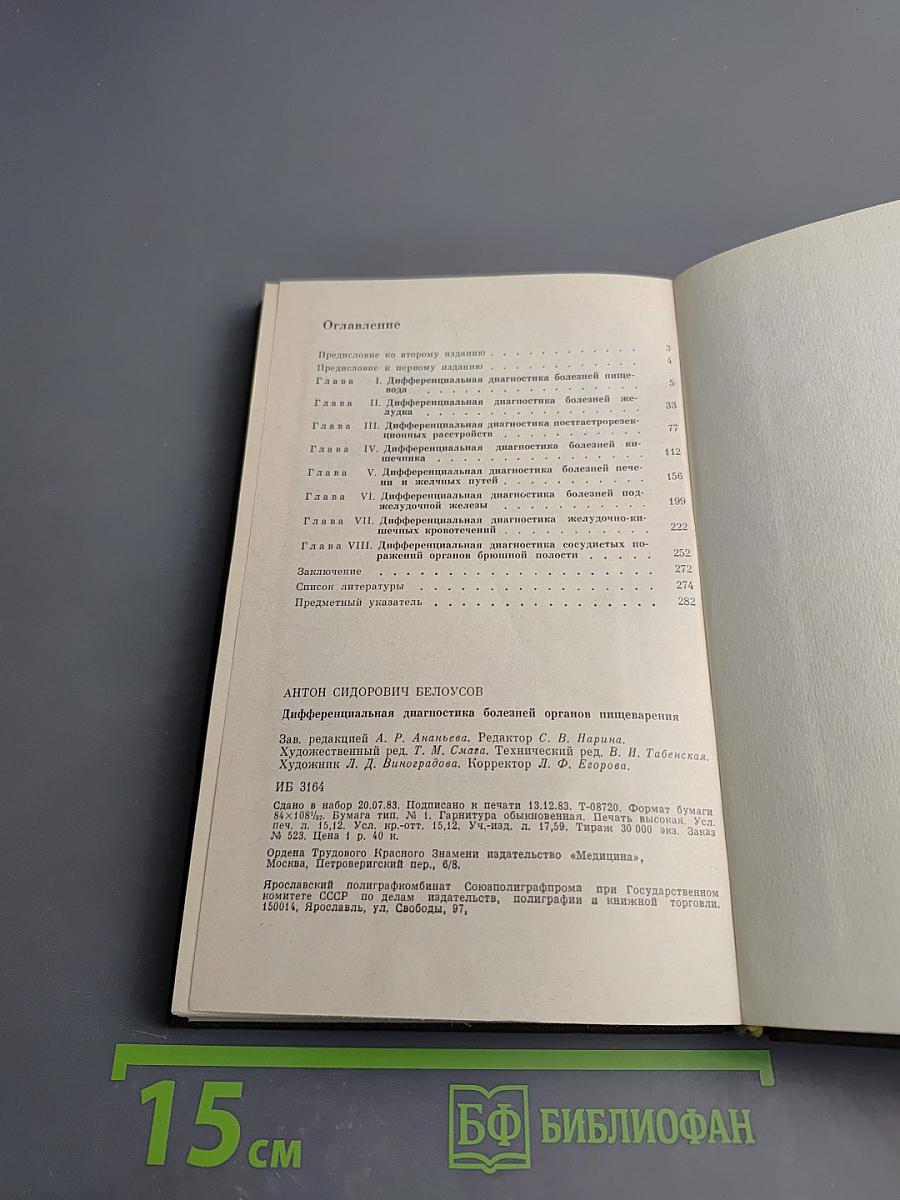 Оглавление
Предисловие ко второму изданию . . . . . . . . . . . 3
Предисловие к первому изданию . . . . . . . . . . . 4
Глава I. Дифференциальная диагностика болезней пище-
вода . . . . . . . . . . . . . . . . 5
Глава II. Дифференциальная диагностика болезней же-
лудка . . . . . . . . . . . . . . . . 33
Глава III. Дифференциальная диагностика постгастрорезек-
ционных расстройств . . . . . . . . . . 77
Глава IV. Дифференциальная диагностика болезней ки-
шечника . . . . . . . . . . . . . . . 112
Глава V. Дифференциальная диагностика болезней пече-
ни и желчных путей . . . . . . . . . . 156
Глава VI. Дифференциальная диагностика болезней под-
желудочной железы . . . . . . . . . . 199
Глава VII. Дифференциальная диагностика желудочно-ки-
шечных кровотечений . . . . . . . . . 222
Глава VIII. Дифференциальная диагностика сосудистых по-
ражений органов брюшной полости . . . . . 252
Заключение . . . . . . . . . . . . . . . . . . . . 272
Список литературы . . . . . . . . . . . . . . . . . 274
Предметный указатель . . . . . . . . . . . . . . . . 282
АНТОН СИДОРОВИЧ БЕЛОУСОВ
Дифференциальная диагностика болезней органов пищеварения
Зав. редакцией А. Р. Ананьева. Редактор С. В. Нарина.
Художественный ред. Т. М. Смага. Технический ред. В. И. Табенская.
Художник Л. Д. Виноградова. Корректор Л. Ф. Егорова.
ИБ 3164
Сдано в набор 20.07.83. Подписано к печати 13.12.83. Т-08720. Формат бумаги
84×108¹/₃₂. Бумага тип. № 1. Гарнитура обыкновенная. Печать высокая. Усл.
печ. л. 15,12. Усл. кр.-отт. 15,12. Уч.-изд. л. 17,59. Тираж 30 000 экз. Заказ
№ 523. Цена 1 р. 40 к.
Ордена Трудового Красного Знамени издательство «Медицина»,
Москва, Петроверигский пер., 6/8.
Ярославский полиграфкомбинат Союзполиграфпрома при Государственном
комитете СССР по делам издательств, полиграфии и книжной торговли.
150014, Ярославль, ул. Свободы, 97.
15 см
БФ БИБЛИОФАН